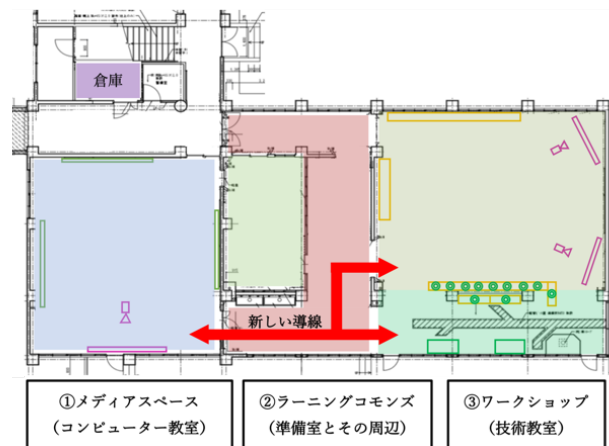 倉庫
新しい導線
①メディアスペース
（コンピューター教室）
②ラーニングコモンズ
（準備室とその周辺）
③ワークショップ
（技術教室）